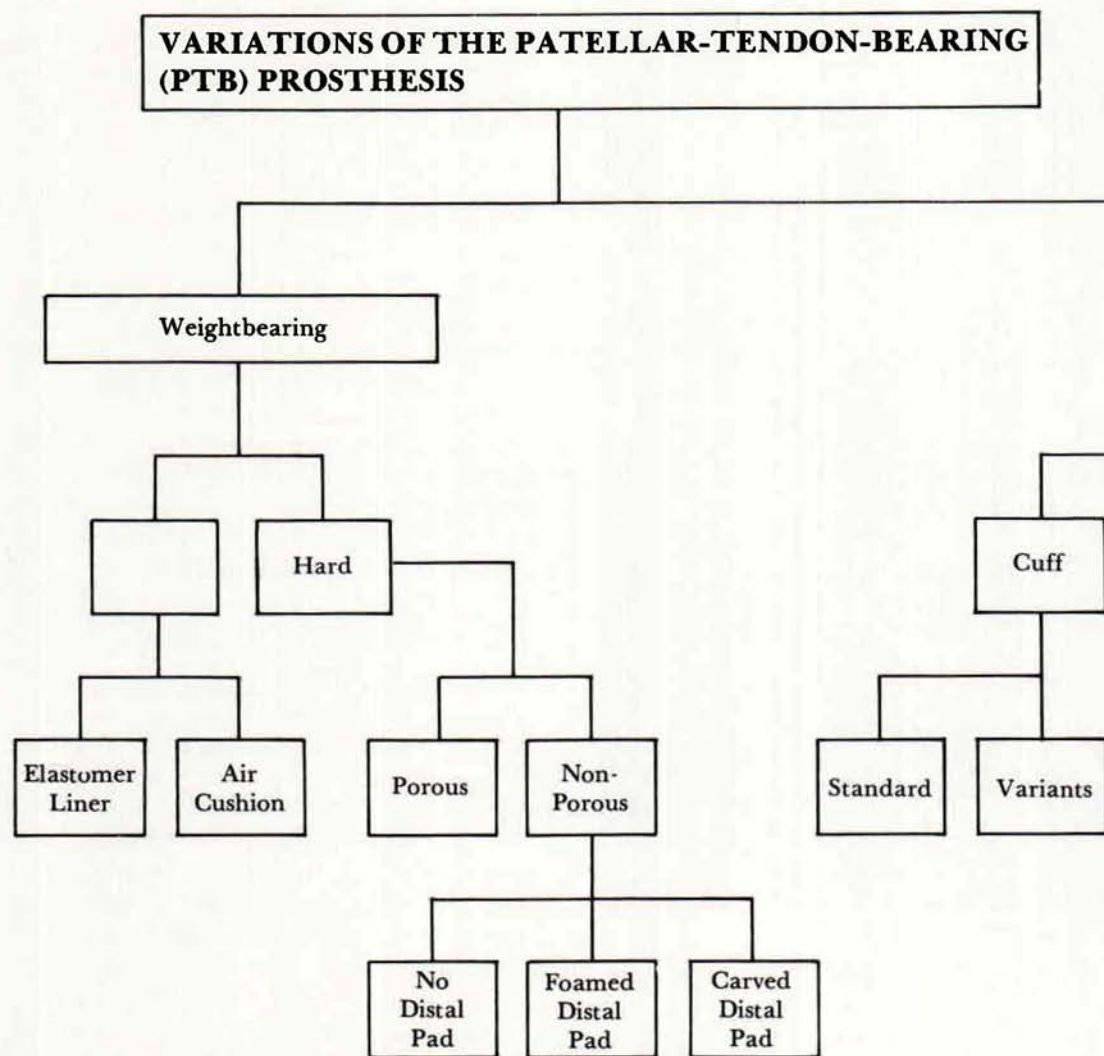 VARIATIONS OF THE PATELLAR-TENDON-BEARING
(PTB) PROSTHESIS
Weightbearing
Hard
Cuff
Elastomer
Liner
Air
Cushion
Porous
Non-
Porous
Standard
Variants
No
Distal
Pad
Foamed
Distal
Pad
Carved
Distal
Pad